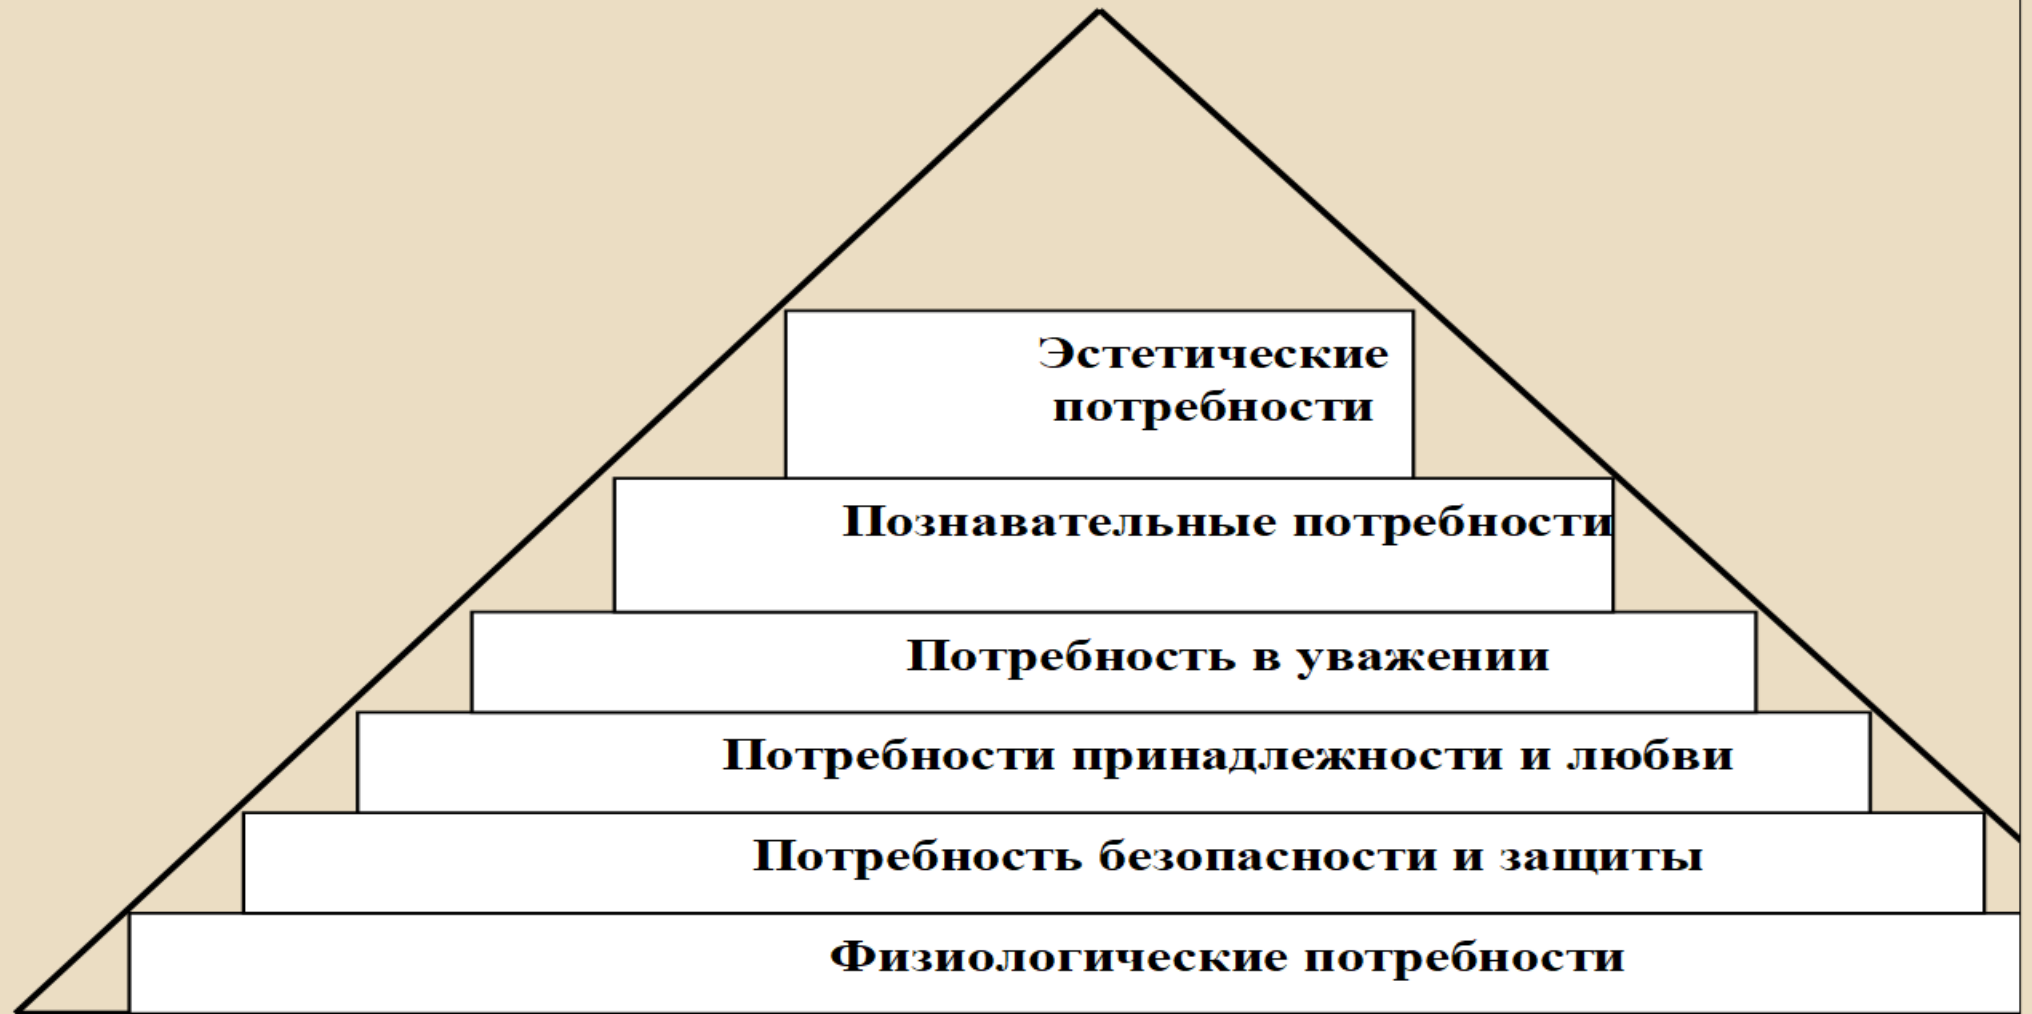 Эстетические
потребности
Познавательные потребности
Потребность в уважении
Потребности принадлежности и любви
Потребность безопасности и защиты
Физиологические потребности